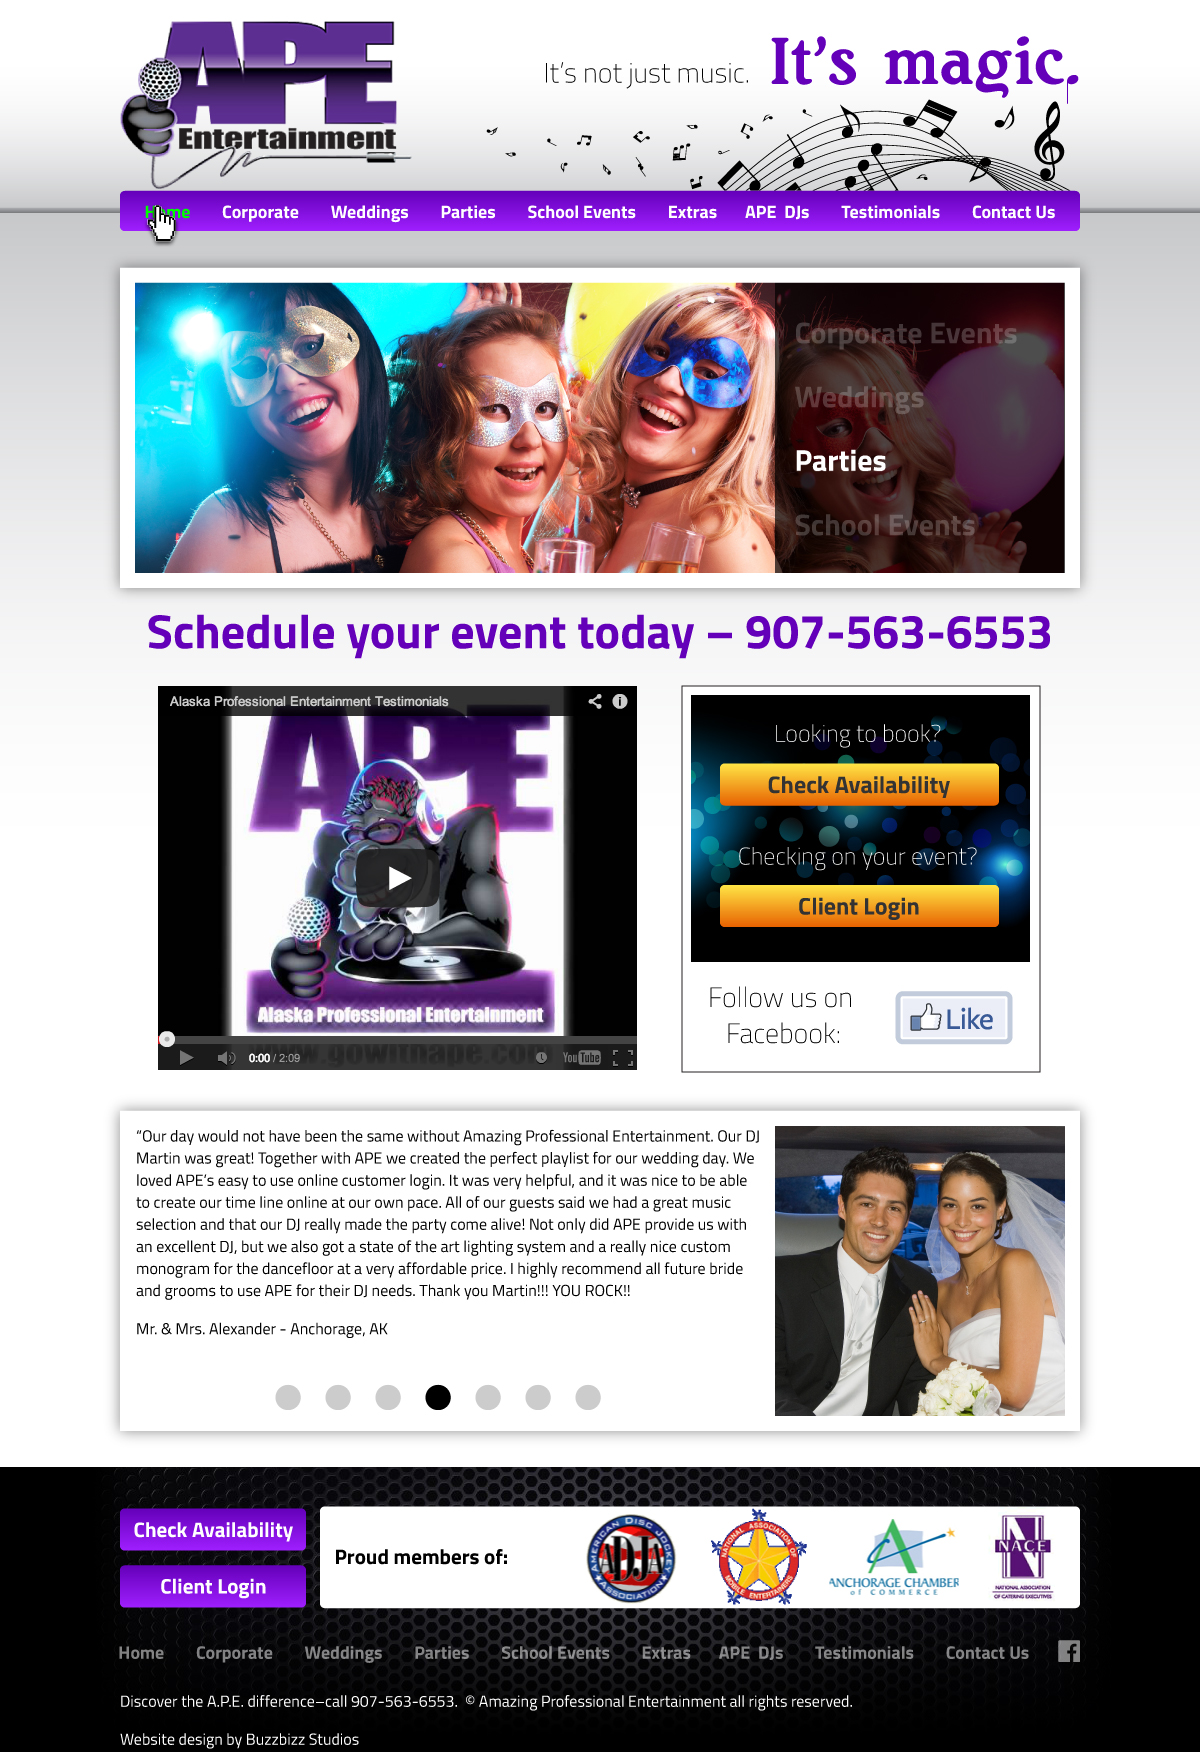 APE
Entertainment
It's not just music. It's magic.
Home Corporate Weddings Parties School Events Extras APE DJs Testimonials Contact Us
Corporate Events
Weddings
Parties
School Events
Schedule your event today – 907-563-6553
Alaska Professional Entertainment Testimonials
APE
Alaska Professional Entertainment
0:00 / 2:09
YouTube
Looking to book?
Check Availability
Checking on your event?
Client Login
Follow us on
Facebook:
Like
“Our day would not have been the same without Amazing Professional Entertainment. Our DJ
Martin was great! Together with APE we created the perfect playlist for our wedding day. We
loved APE’s easy to use online customer login. It was very helpful, and it was nice to be able
to create our time line online at our own pace. All of our guests said we had a great music
selection and that our DJ really made the party come alive! Not only did APE provide us with
an excellent DJ, but we also got a state of the art lighting system and a really nice custom
monogram for the dancefloor at a very affordable price. I highly recommend all future bride
and grooms to use APE for their DJ needs. Thank you Martin!!! YOU ROCK!!
Mr. & Mrs. Alexander - Anchorage, AK
Check Availability
Client Login
Proud members of:
AMERICAN DISC JOCKEY
ADJA
ASSOCIATION
NATIONAL ASSOCIATION OF
MOBILE ENTERTAINERS
ANCHORAGE CHAMBER
of COMMERCE
NACE
NATIONAL ASSOCIATION
OF CATERING EXECUTIVES
Home Corporate Weddings Parties School Events Extras APE DJs Testimonials Contact Us
Discover the A.P.E. difference–call 907-563-6553. © Amazing Professional Entertainment all rights reserved.
Website design by Buzzbizz Studios